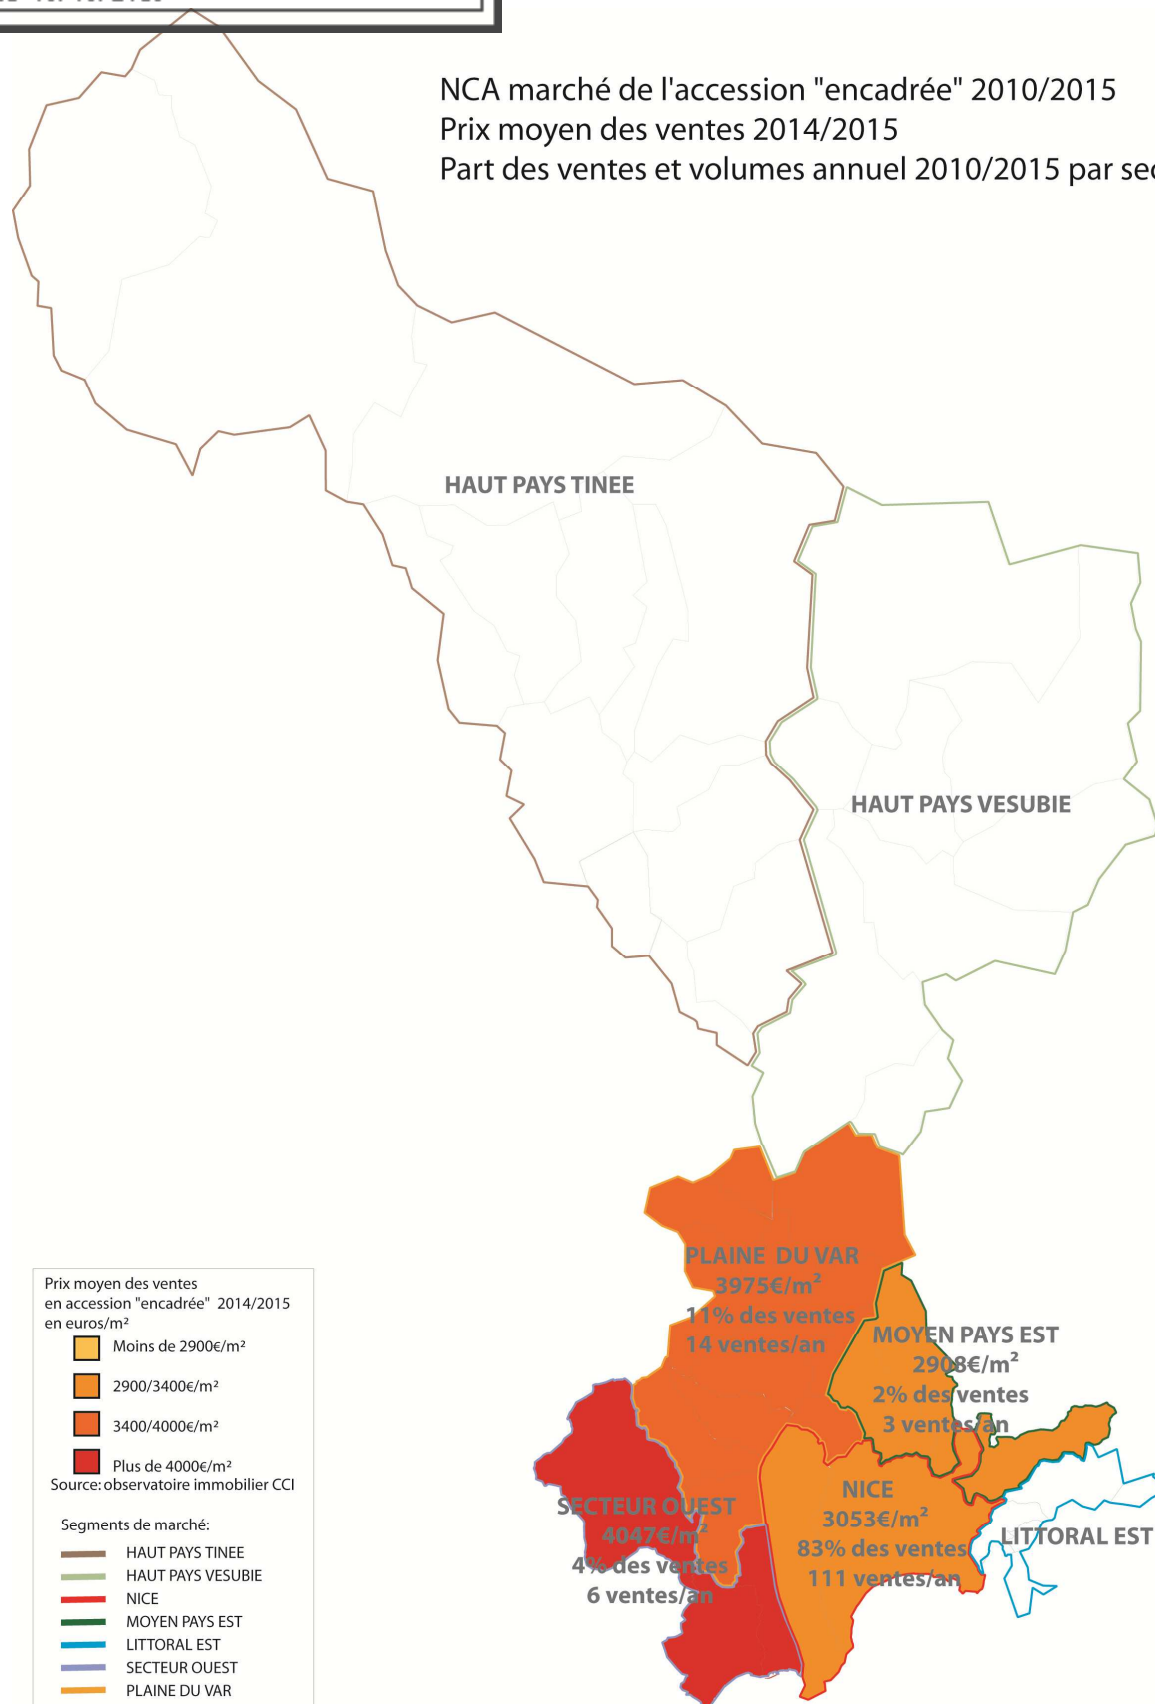 NCA marché de l'accession "encadrée" 2010/2015
Prix moyen des ventes 2014/2015
Part des ventes et volumes annuel 2010/2015 par
HAUT PAYS TINEE
HAUT PAYS VESUBIE
PLAINE DU VAR
3975€/m²
11% des ventes
14 ventes/an
MOYEN PAYS EST
2908€/m²
2% des ventes
3 ventes/an
SECTEUR OUEST
4047€/m²
4% des ventes
6 ventes/an
NICE
3053€/m²
83% des ventes
111 ventes/an
LITTORAL EST
Prix moyen des ventes
en accession "encadrée" 2014/2015
en euros/m²
Moins de 2900€/m²
2900/3400€/m²
3400/4000€/m²
Plus de 4000€/m²
Source: observatoire immobilier CCI
Segments de marché:
HAUT PAYS TINEE
HAUT PAYS VESUBIE
NICE
MOYEN PAYS EST
LITTORAL EST
SECTEUR OUEST
PLAINE DU VAR